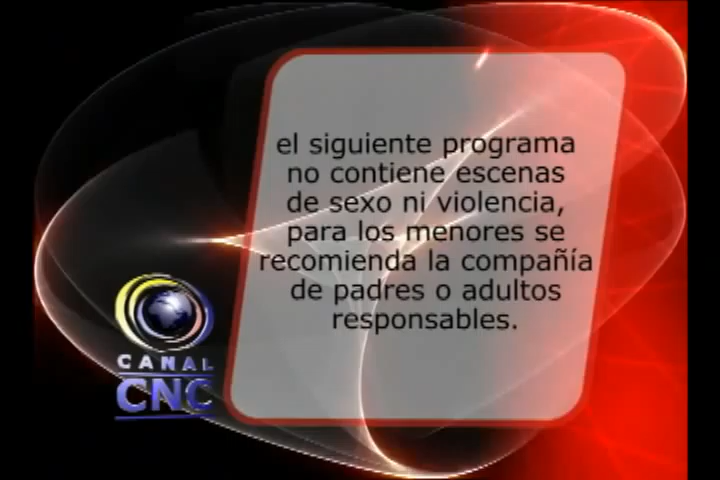 el siguiente programa
no contiene escenas
de sexo ni violencia,
para los menores se
recomienda la compañía
de padres o adultos
responsables.
CANAL
CNC